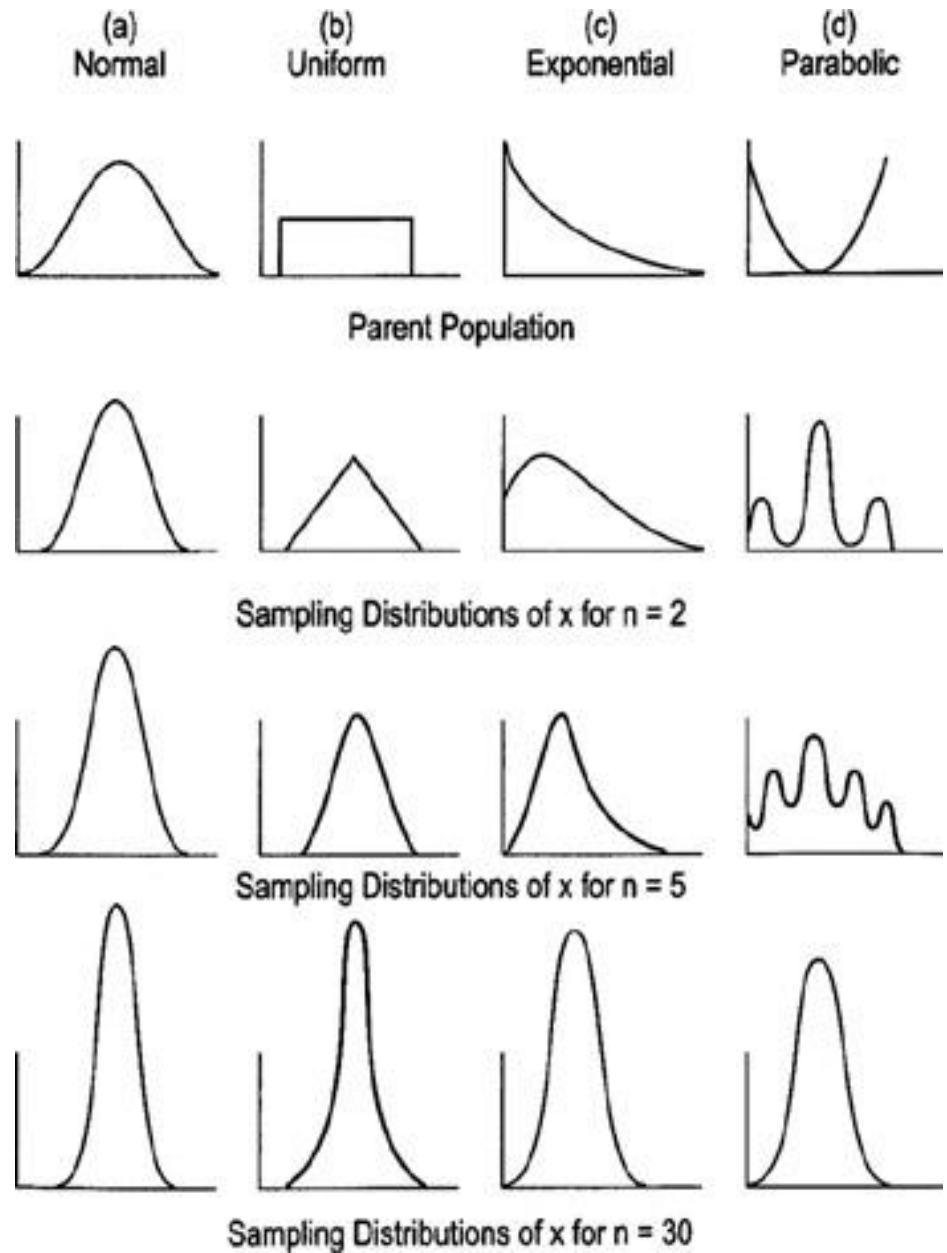 (a) (b) (c) (d)
Normal Uniform Exponential Parabolic
Parent Population
Sampling Distributions of x for n = 2
Sampling Distributions of x for n = 5
Sampling Distributions of x for n = 30